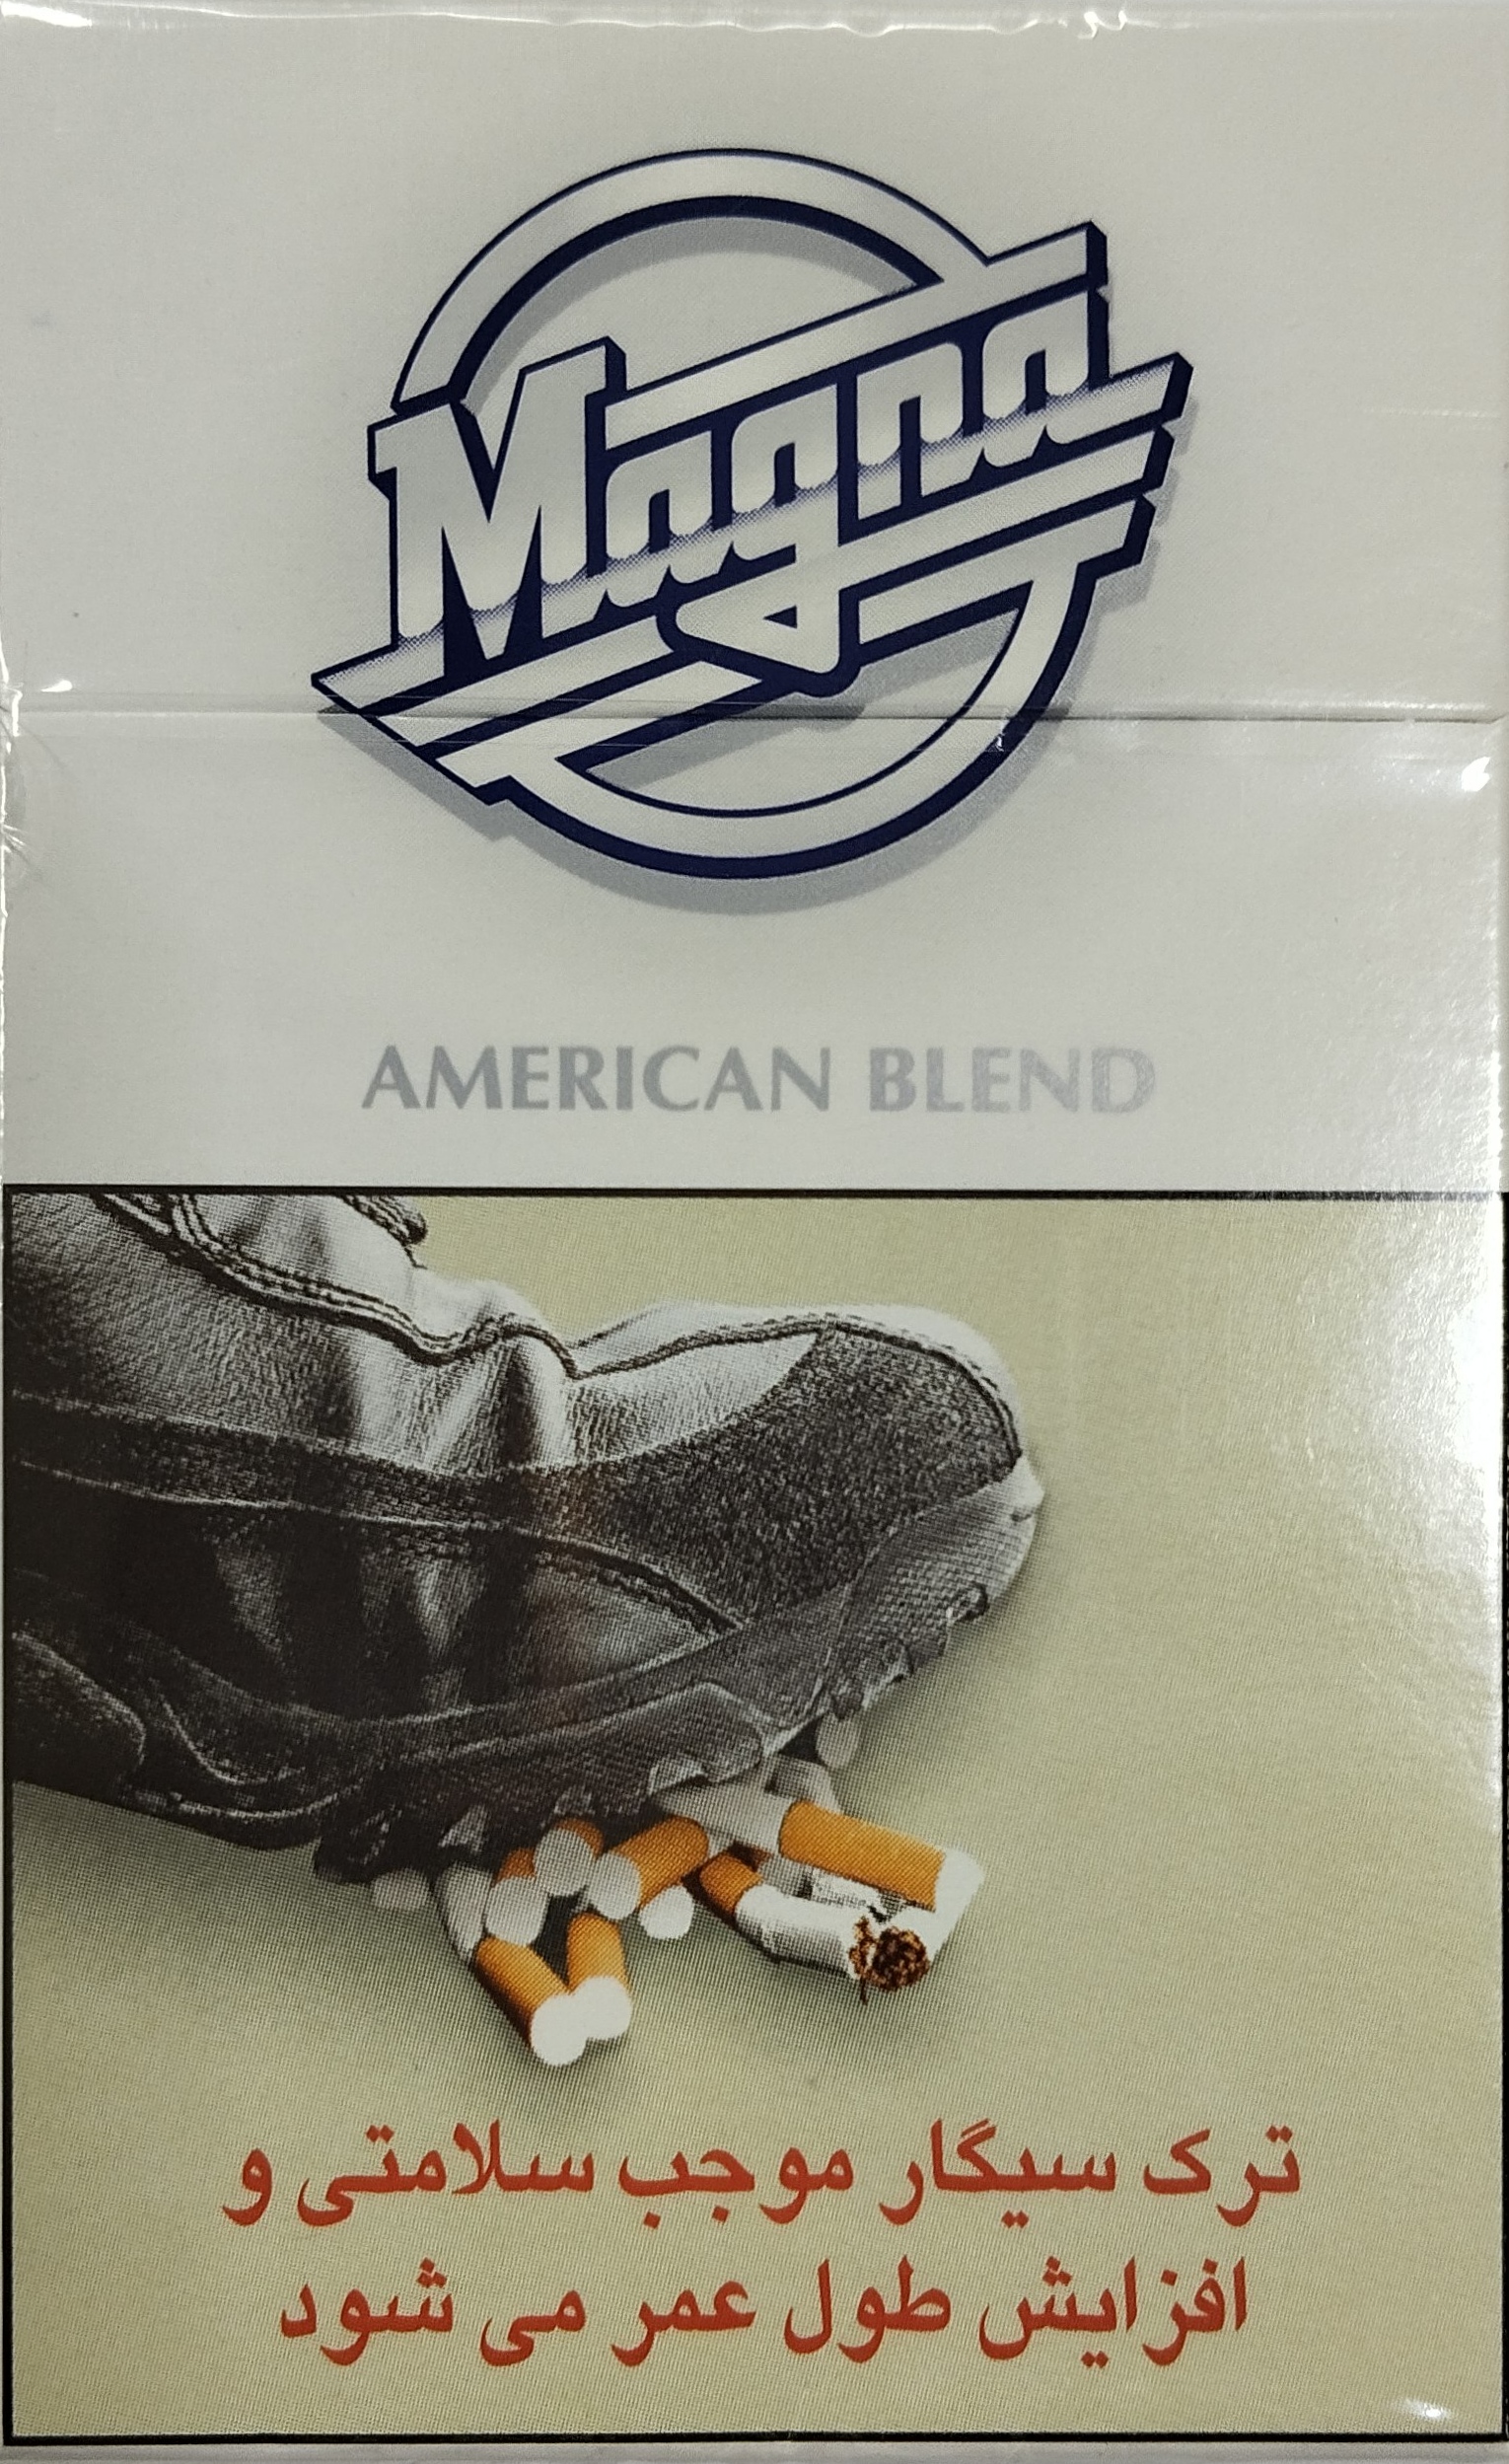 Magna
AMERICAN BLEND
ترک سیگار موجب سلامتی و
افزایش طول عمر می شود